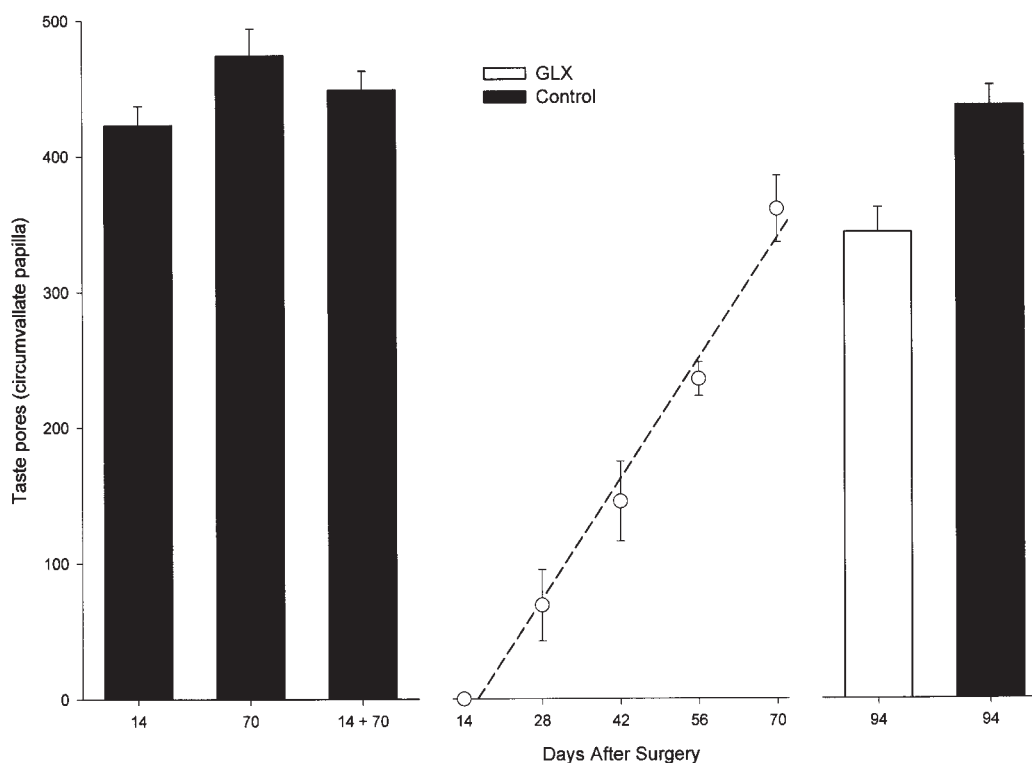 500
400
300
200
100
0
Taste pores (circumvallate papilla)
GLX
Control
14 70 14 + 70 14 28 42 56 70 94 94
Days After Surgery